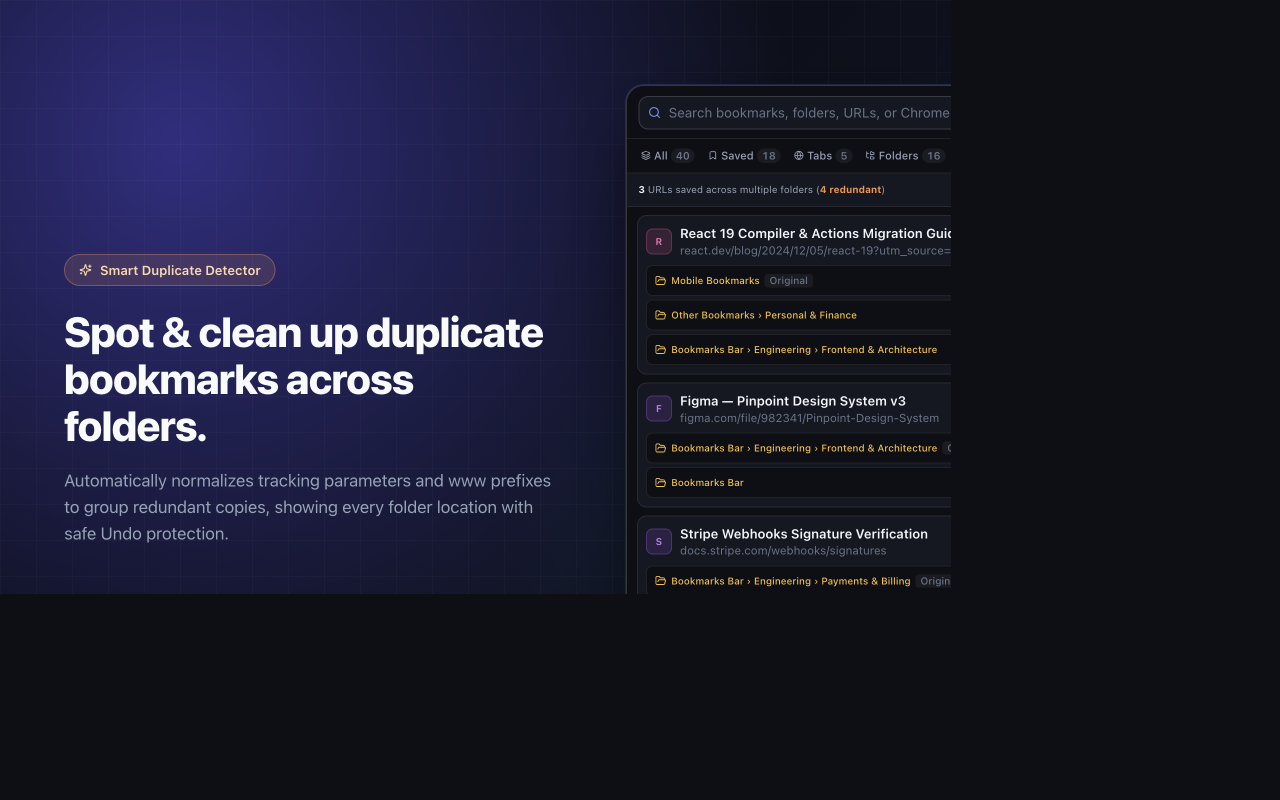 Smart Duplicate Detector
Spot & clean up duplicate
bookmarks across
folders.
Automatically normalizes tracking parameters and www prefixes
to group redundant copies, showing every folder location with
safe Undo protection.
Search bookmarks, folders, URLs, or Chrome
All 40 Saved 18 Tabs 5 Folders 16
3 URLs saved across multiple folders (4 redundant)
R
React 19 Compiler & Actions Migration
react.dev/blog/2024/12/05/react-19?utm_source=
Mobile Bookmarks Original
Other Bookmarks › Personal & Finance
Bookmarks Bar › Engineering › Frontend & Architecture
F
Figma — Pinpoint Design System v3
figma.com/file/982341/Pinpoint-Design-System
Bookmarks Bar › Engineering › Frontend & Architecture
Bookmarks Bar
S
Stripe Webhooks Signature Verification
docs.stripe.com/webhooks/signatures
Bookmarks Bar › Engineering › Payments & Billing